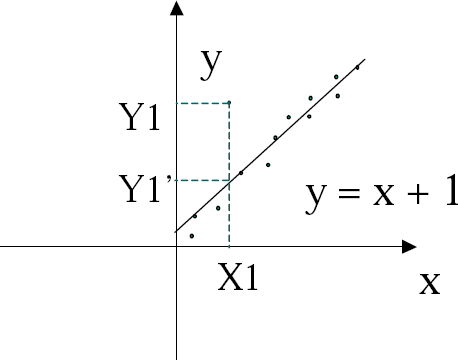 y
Y1
Y1'
y = x + 1
X1
x